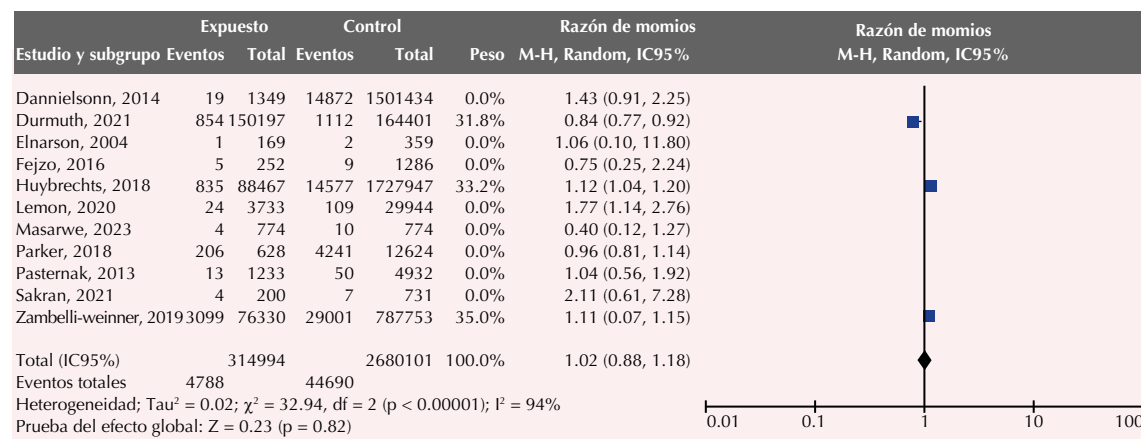 Expuesto Control Razón de momios
Estudio y subgrupo Eventos Total Eventos Total Peso M-H, Random, IC95% M-H, Random, IC95%
Razón de momios
Dannielsonn, 2014 19 1349 14872 1501434 0.0% 1.43 (0.91, 2.25)
Durmuth, 2021 854 150197 1112 164401 31.8% 0.84 (0.77, 0.92)
Elnarson, 2004 1 169 2 359 0.0% 1.06 (0.10, 11.80)
Fejzo, 2016 5 252 9 1286 0.0% 0.75 (0.25, 2.24)
Huybrechts, 2018 835 88467 14577 1727947 33.2% 1.12 (1.04, 1.20)
Lemon, 2020 24 3733 109 29944 0.0% 1.77 (1.14, 2.76)
Masarwe, 2023 4 774 10 774 0.0% 0.40 (0.12, 1.27)
Parker, 2018 206 628 4241 12624 0.0% 0.96 (0.81, 1.14)
Pasternak, 2013 13 1233 50 4932 0.0% 1.04 (0.56, 1.92)
Sakran, 2021 4 200 7 731 0.0% 2.11 (0.61, 7.28)
Zambelli-weinner, 2019 3099 76330 29001 787753 35.0% 1.11 (0.07, 1.15)
Total (IC95%) 314994 2680101 100.0% 1.02 (0.88, 1.18)
Eventos totales 4788 44690
Heterogeneidad; Tau² = 0.02; χ² = 32.94, df = 2 (p < 0.00001); I² = 94%
Prueba del efecto global: Z = 0.23 (p = 0.82)
0.01 0.1 1 10 100